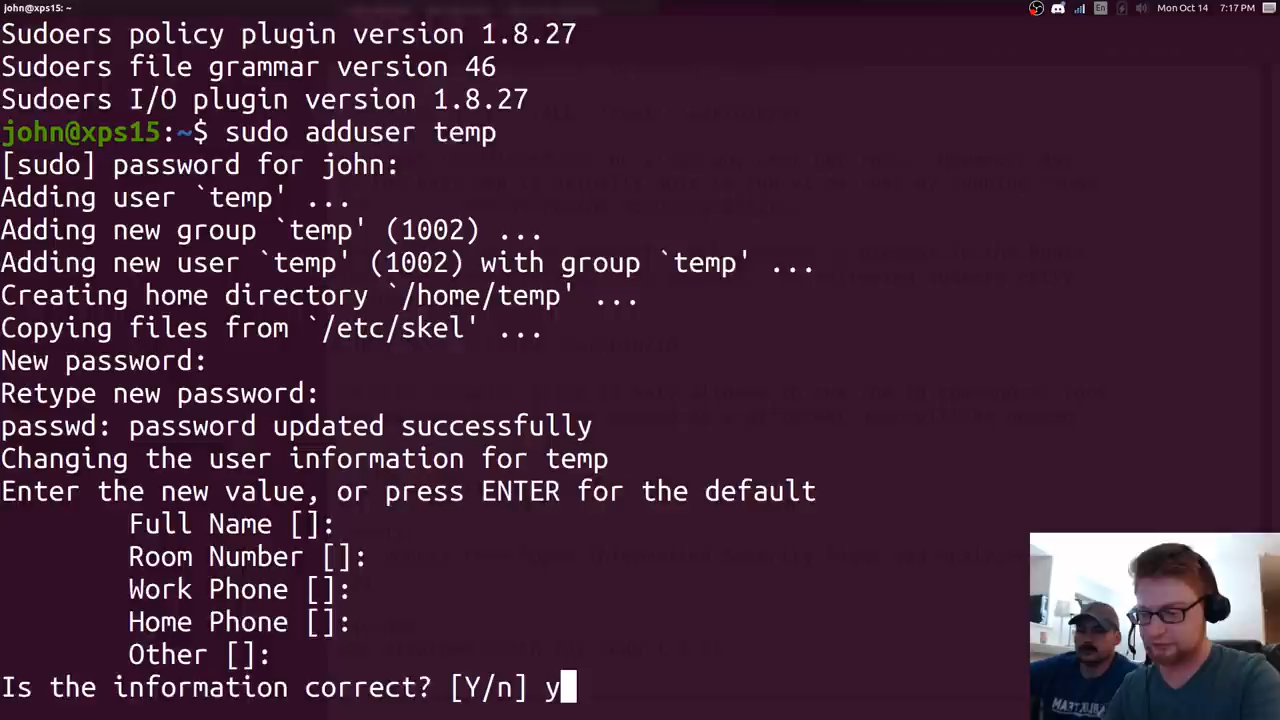 john@xps15: ~
En
Mon Oct 14
7:17 PM
Sudoers policy plugin version 1.8.27
Sudoers file grammar version 46
Sudoers I/O plugin version 1.8.27
john@xps15:~$ sudo adduser temp
[sudo] password for john:
Adding user `temp' ...
Adding new group `temp' (1002) ...
Adding new user `temp' (1002) with group `temp' ...
Creating home directory `/home/temp' ...
Copying files from `/etc/skel' ...
New password:
Retype new password:
passwd: password updated successfully
Changing the user information for temp
Enter the new value, or press ENTER for the default
Full Name []:
Room Number []:
Work Phone []:
Home Phone []:
Other []:
Is the information correct? [Y/n] y